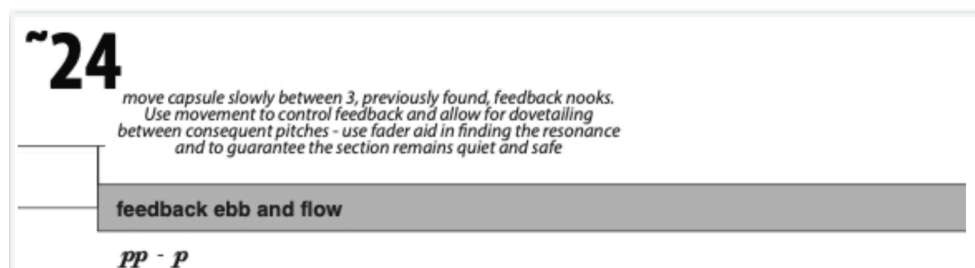 ~24
move capsule slowly between 3, previously found, feedback nooks.
Use movement to control feedback and allow for dovetailing
between consequent pitches - use fader aid in finding the resonance
and to guarantee the section remains quiet and safe
feedback ebb and flow
pp - p